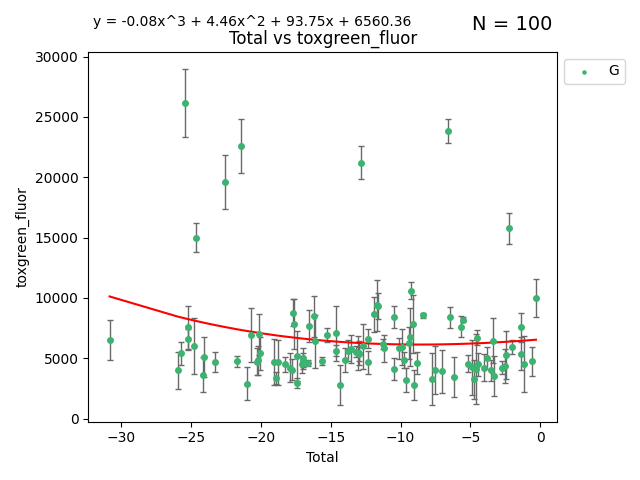 y = -0.08x^3 + 4.46x^2 + 93.75x + 6560.36
N = 100
Total vs toxgreen_fluor
G
30000
25000
20000
15000
10000
5000
0
toxgreen_fluor
−30
−25
−20
−15
−10
−5
0
Total